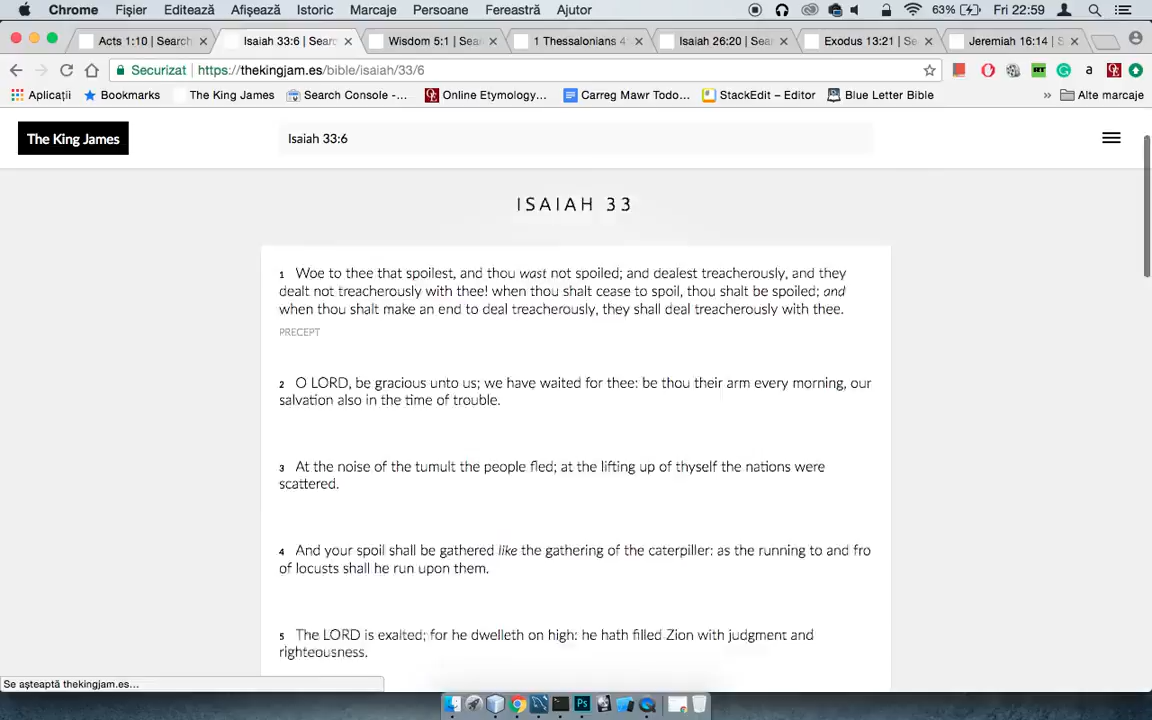 Chrome Fișier Editează Afișează Istoric Marcaje Persoane Fereastră Ajutor 63% Fri 22:59
Acts 1:10 | Search Isaiah 33:6 | Searc Wisdom 5:1 | Sear 1 Thessalonians 4 Isaiah 26:20 | Sear Exodus 13:21 | Se Jeremiah 16:14 | S
Securizat https://thekingjam.es/bible/isaiah/33/6
Aplicații Bookmarks The King James Search Console -... Online Etymology... Carreg Mawr Todo... StackEdit – Editor Blue Letter Bible » Alte marcaje
The King James Isaiah 33:6
ISAIAH 33
1 Woe to thee that spoilest, and thou wast not spoiled; and dealest treacherously, and they
dealt not treacherously with thee! when thou shalt cease to spoil, thou shalt be spoiled; and
when thou shalt make an end to deal treacherously, they shall deal treacherously with thee.
PRECEPT
2 O LORD, be gracious unto us; we have waited for thee: be thou their arm every morning, our
salvation also in the time of trouble.
3 At the noise of the tumult the people fled; at the lifting up of thyself the nations were
scattered.
4 And your spoil shall be gathered like the gathering of the caterpiller: as the running to and fro
of locusts shall he run upon them.
5 The LORD is exalted; for he dwelleth on high: he hath filled Zion with judgment and
righteousness.
Se așteaptă thekingjam.es...
Ps